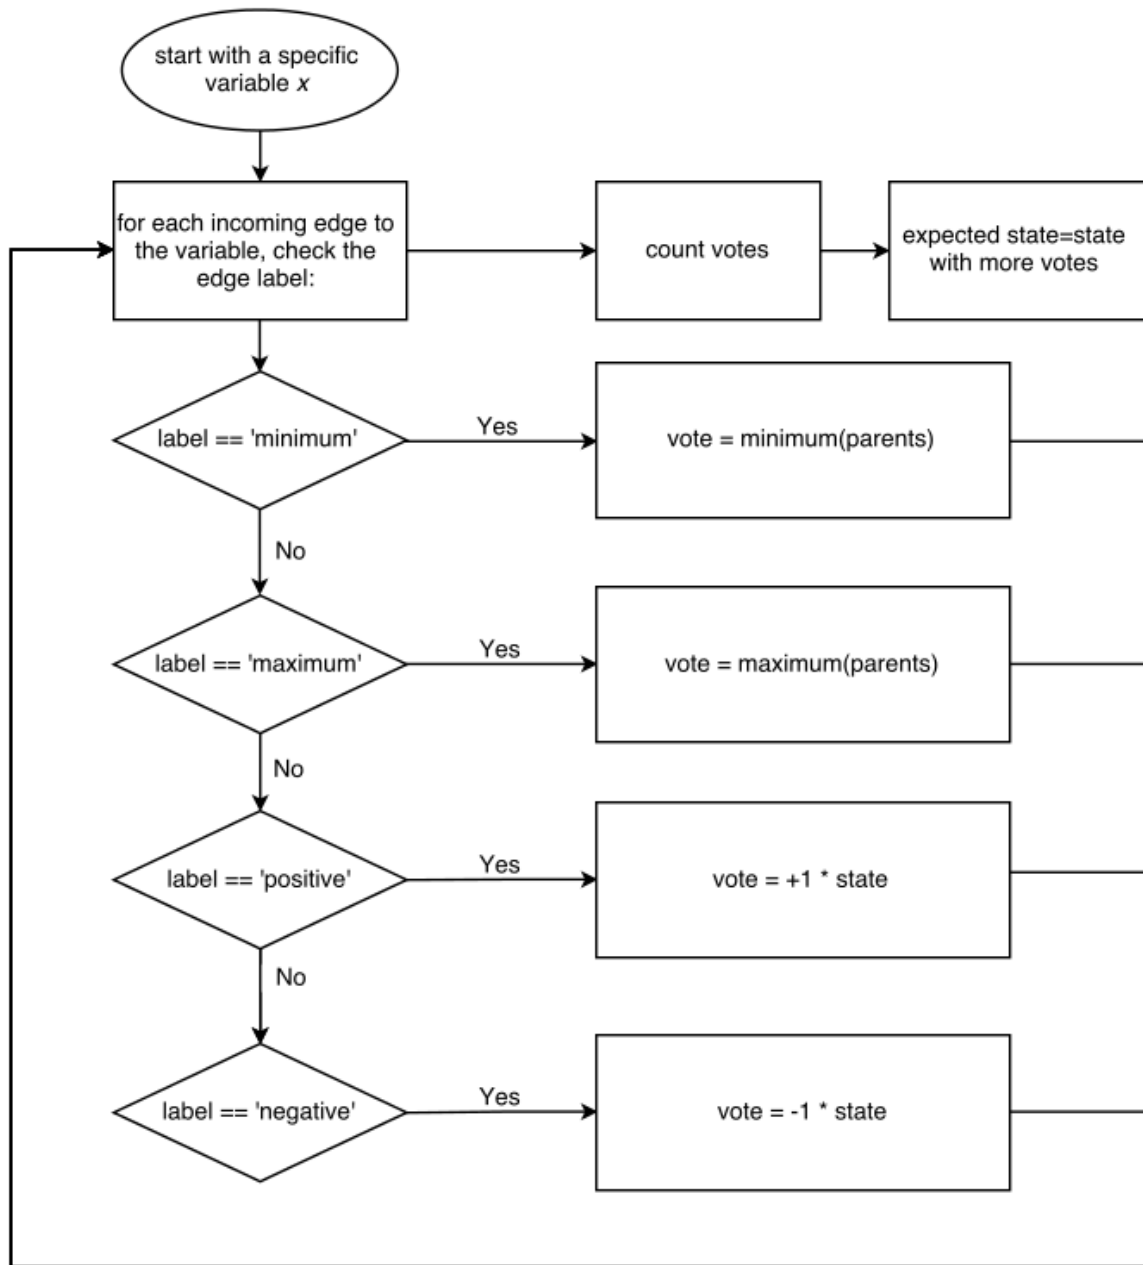 start with a specific
variable x
for each incoming edge to
the variable, check the
edge label:
count votes
expected state=state
with more votes
label == 'minimum'
Yes
vote = minimum(parents)
No
label == 'maximum'
Yes
vote = maximum(parents)
No
label == 'positive'
Yes
vote = +1 * state
No
label == 'negative'
Yes
vote = -1 * state